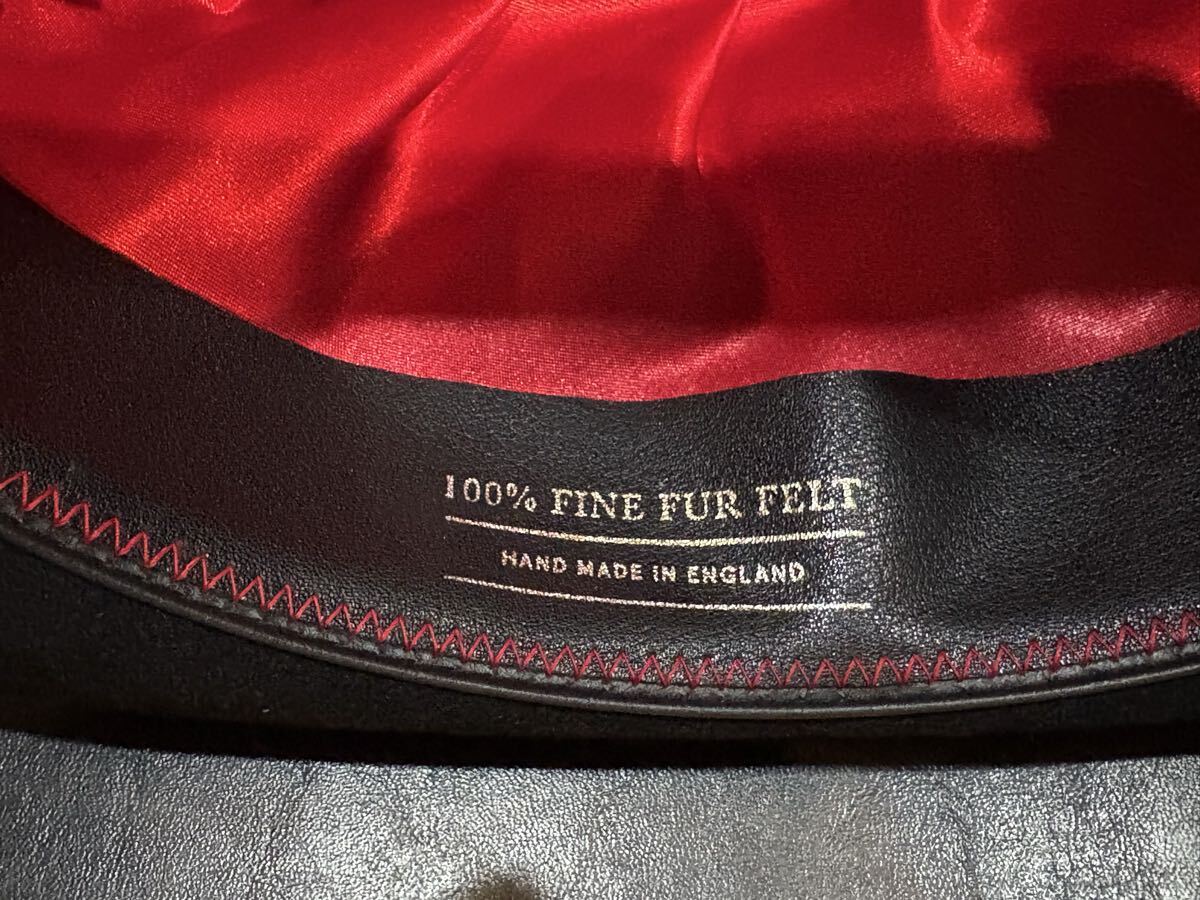 100% FINE FUR FELT
HAND MADE IN ENGLAND